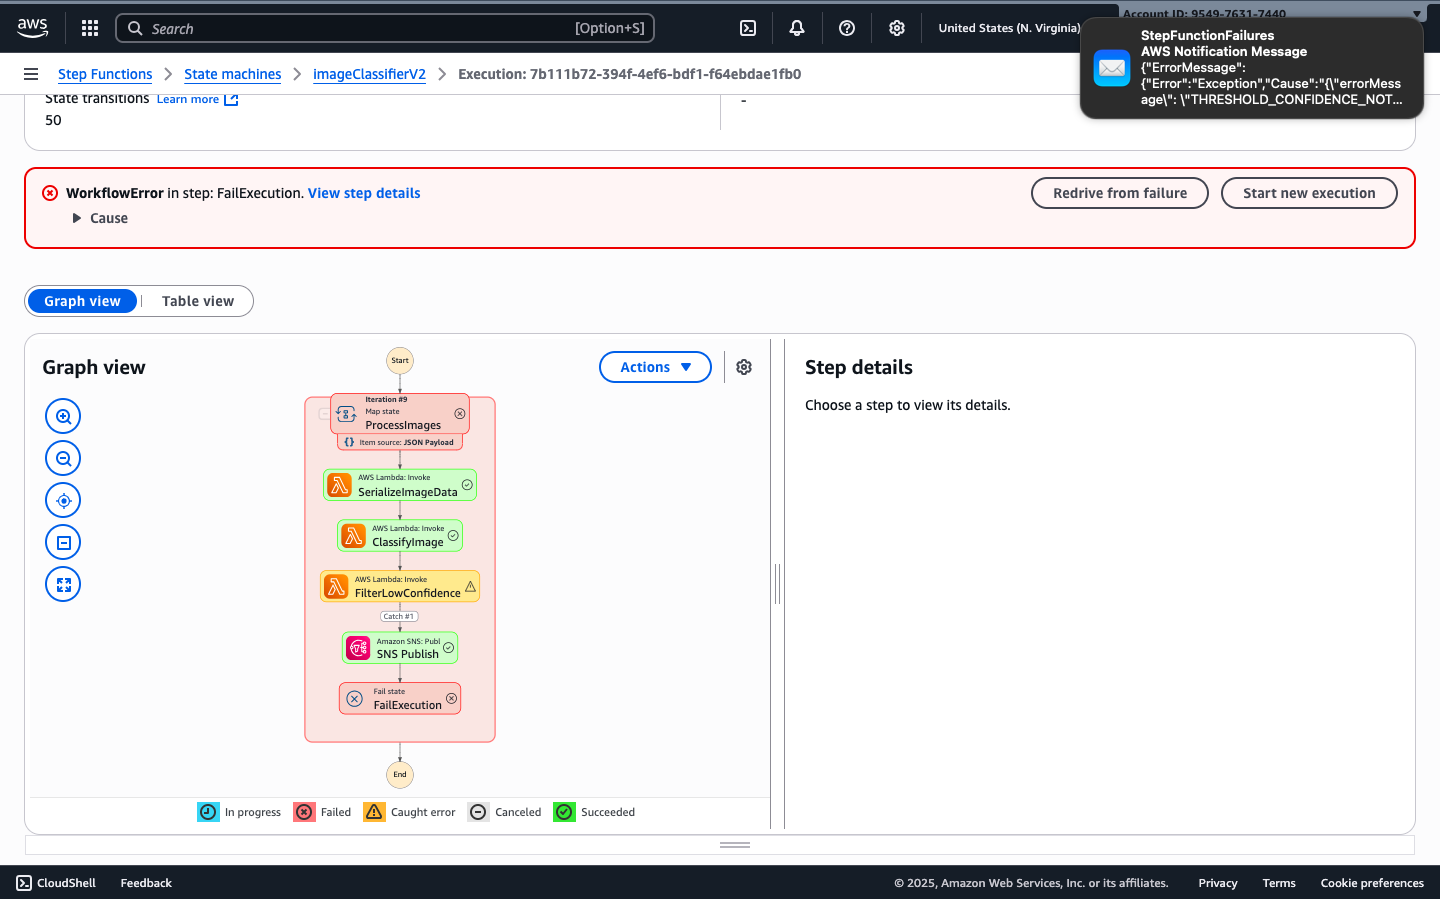 aws
Search
[Option+S]
United States (N. Virginia)
Account ID: 9549-7631-7440
StepFunctionFailures
AWS Notification Message
{"ErrorMessage":
{"Error":"Exception","Cause":"{\"errorMess
age\": \"THRESHOLD_CONFIDENCE_NOT...
Step Functions
State machines
imageClassifierV2
Execution: 7b111b72-394f-4ef6-bdf1-f64ebdae1fb0
State transitions Learn more
50
-
WorkflowError in step: FailExecution. View step details
Cause
Redrive from failure
Start new execution
Graph view
Table view
Graph view
Actions
Start
Iteration #9
Map state
ProcessImages
{} Item source: JSON Payload
AWS Lambda: Invoke
SerializeImageData
AWS Lambda: Invoke
ClassifyImage
AWS Lambda: Invoke
FilterLowConfidence
Catch #1
Amazon SNS: Publ
SNS Publish
Fail state
FailExecution
End
In progress
Failed
Caught error
Canceled
Succeeded
Step details
Choose a step to view its details.
CloudShell
Feedback
© 2025, Amazon Web Services, Inc. or its affiliates.
Privacy
Terms
Cookie preferences